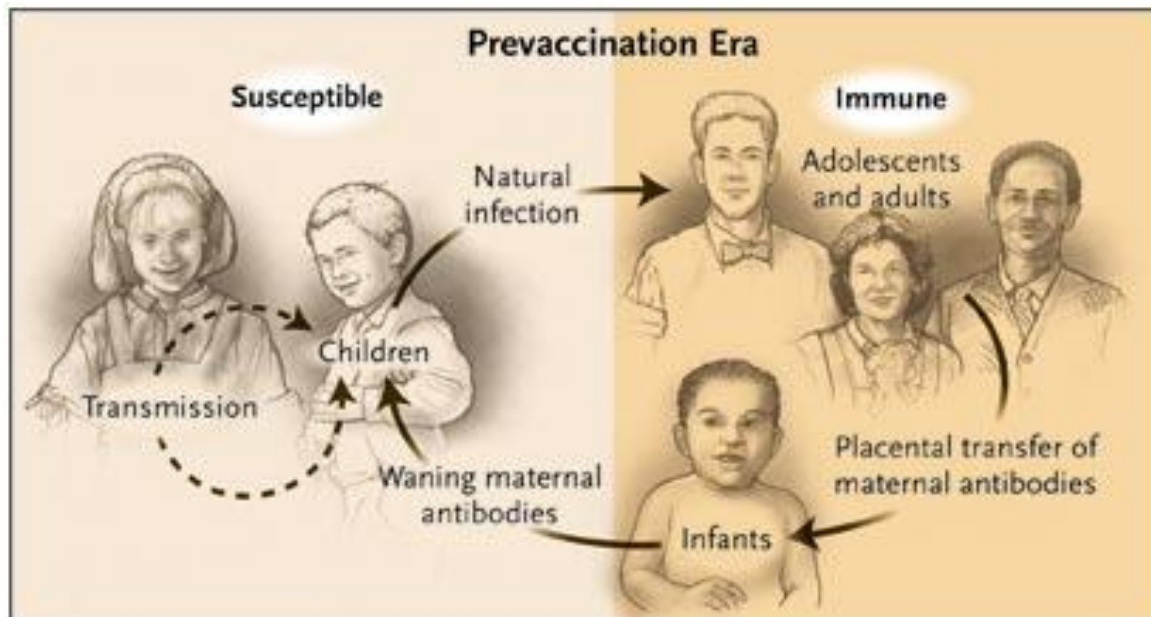 Prevaccination Era
Susceptible
Immune
Natural
infection
Adolescents
and adults
Children
Transmission
Waning maternal
antibodies
Placental transfer of
maternal antibodies
Infants